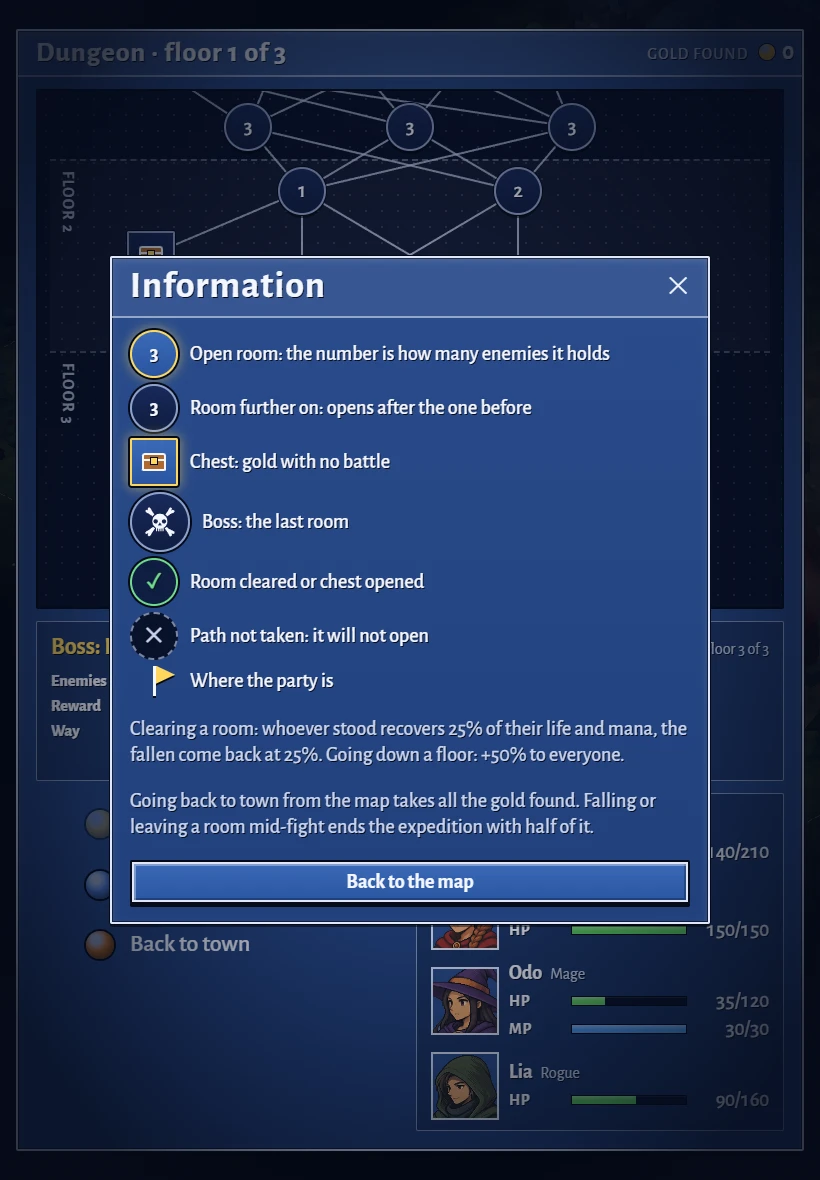 Dungeon · floor 1 of 3
GOLD FOUND 0
3 3 3
FLOOR 2
1 2
Information
3 Open room: the number is how many enemies it holds
3 Room further on: opens after the one before
FLOOR 3
Chest: gold with no battle
Boss: the last room
Room cleared or chest opened
Path not taken: it will not open
Boss:
floor 3 of 3
Where the party is
Enemies
Reward
Way
Clearing a room: whoever stood recovers 25% of their life and mana, the
fallen come back at 25%. Going down a floor: +50% to everyone.
Going back to town from the map takes all the gold found. Falling or
leaving a room mid-fight ends the expedition with half of it.
140/210
Back to the map
HP 150/150
Back to town
Odo Mage
HP 35/120
MP 30/30
Lia Rogue
HP 90/160